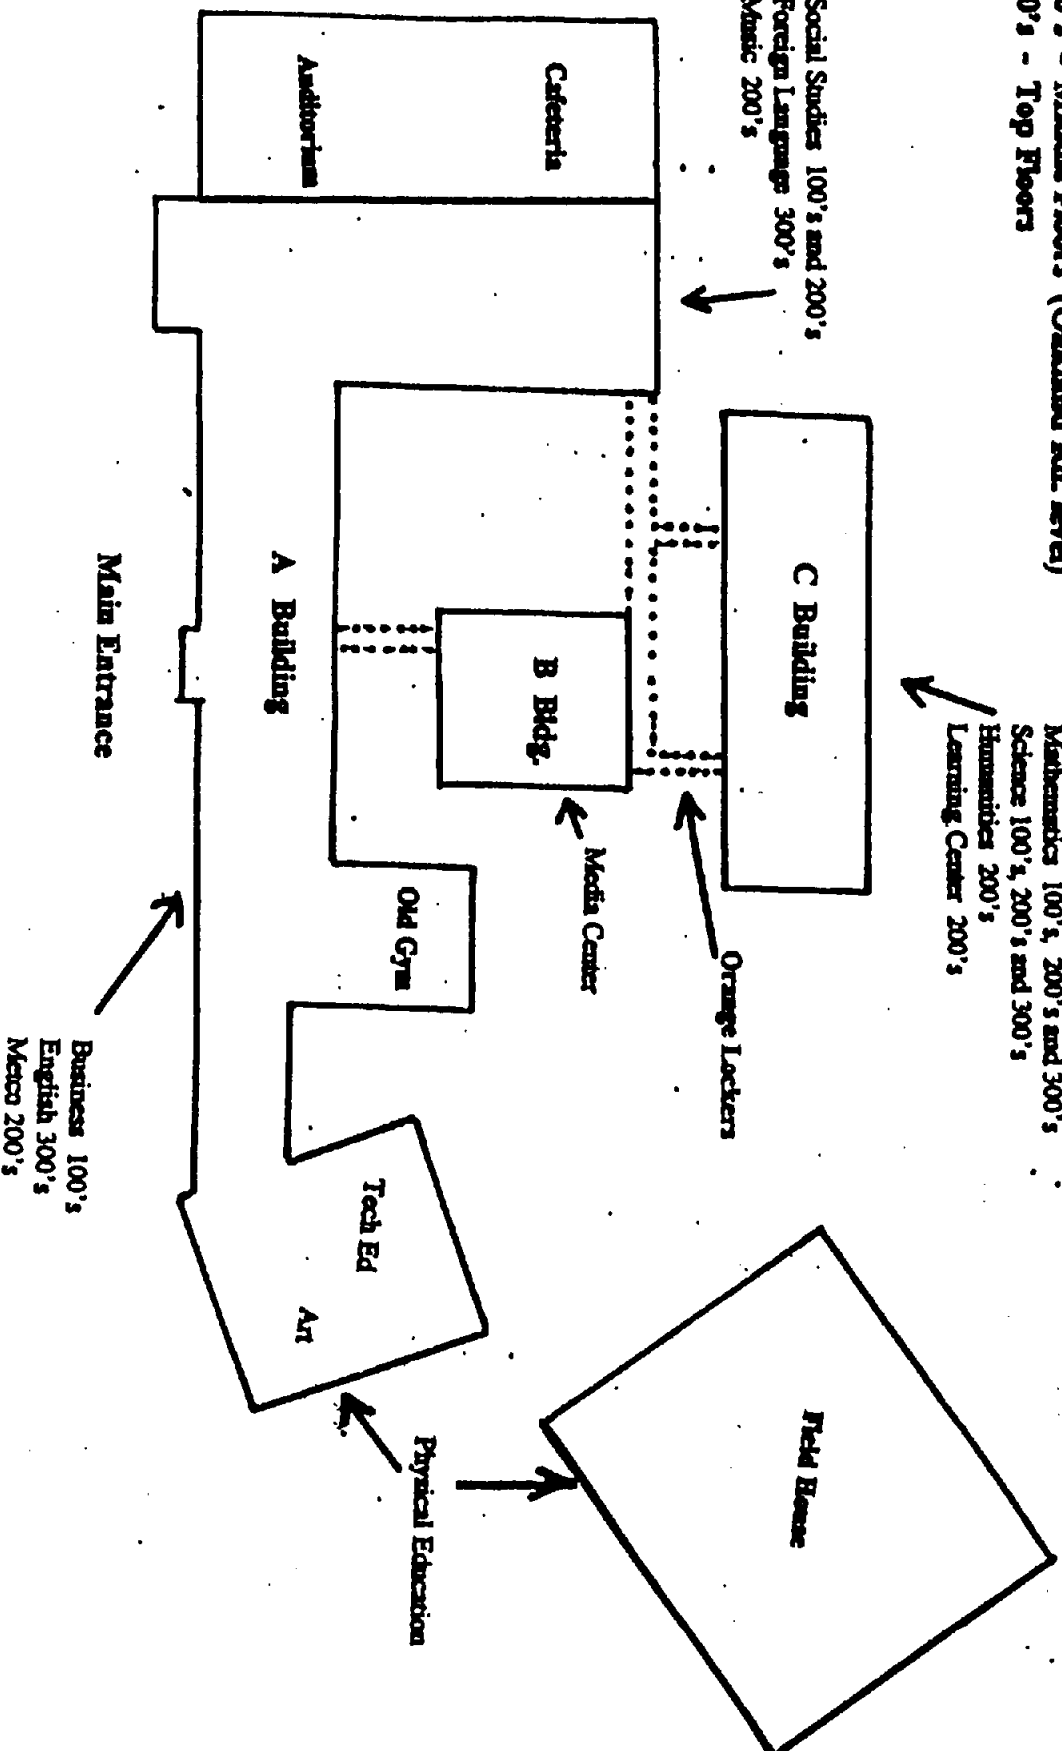 0's - Top Floors
Social Studies 100's and 200's
Foreign Language 300's
Music 200's
Mathematics 100's, 200's and 300's
Science 100's, 200's and 300's
Humanities 200's
Learning Center 200's
C Building
Orange Lockers
Cafeteria
B Bldg.
Media Center
Auditorium
A Building
Old Gym
Tech Ed
Art
Field House
Physical Education
Main Entrance
Business 100's
English 300's
Metco 200's